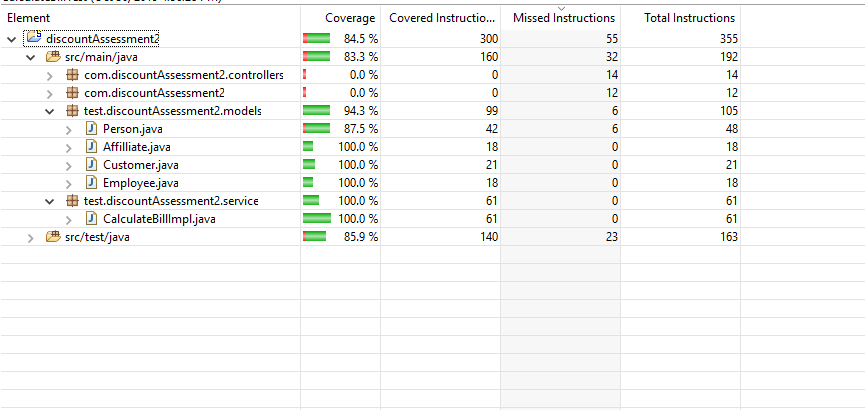 Element Coverage Covered Instructio... Missed Instructions Total Instructions
discountAssessment2 84.5 % 300 55 355
src/main/java 83.3 % 160 32 192
com.discountAssessment2.controllers 0.0 % 0 14 14
com.discountAssessment2 0.0 % 0 12 12
test.discountAssessment2.models 94.3 % 99 6 105
Person.java 87.5 % 42 6 48
Affilliate.java 100.0 % 18 0 18
Customer.java 100.0 % 21 0 21
Employee.java 100.0 % 18 0 18
test.discountAssessment2.service 100.0 % 61 0 61
CalculateBillImpl.java 100.0 % 61 0 61
src/test/java 85.9 % 140 23 163